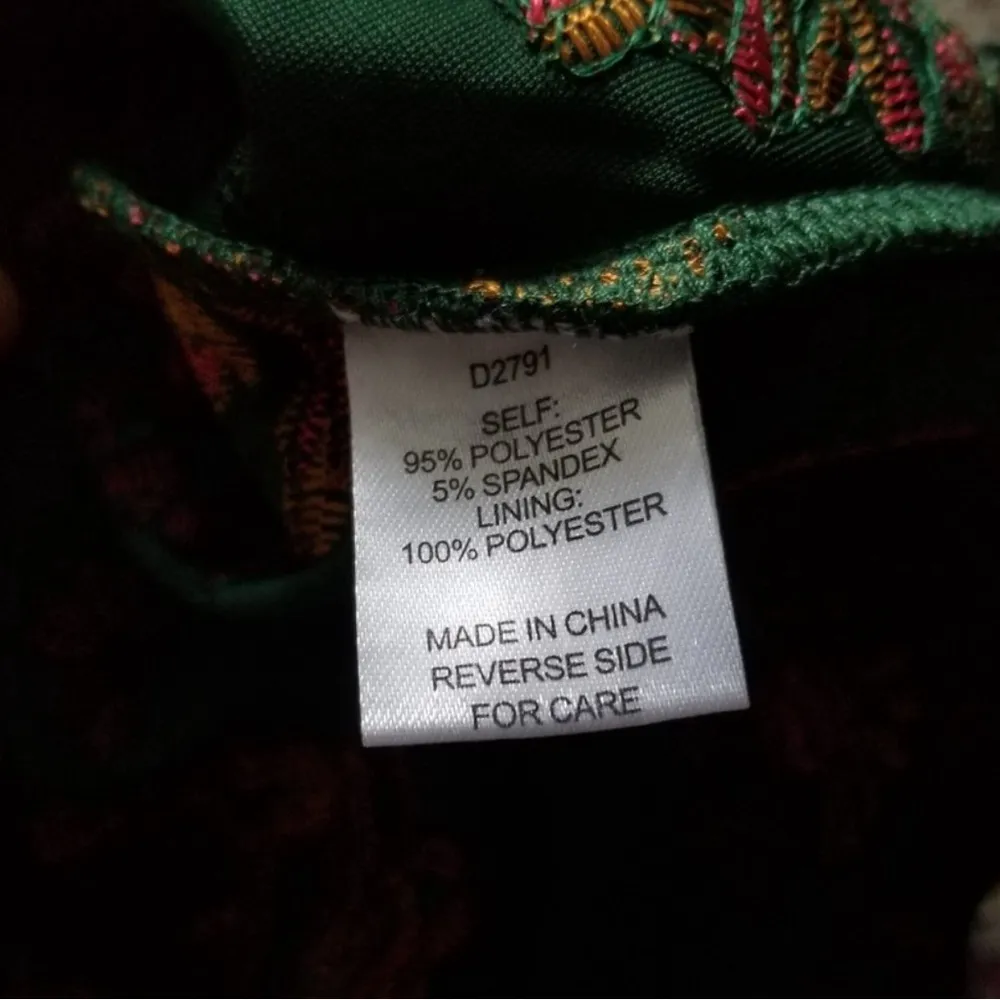 D2791
SELF:
95% POLYESTER
5% SPANDEX
LINING:
100% POLYESTER
MADE IN CHINA
REVERSE SIDE
FOR CARE